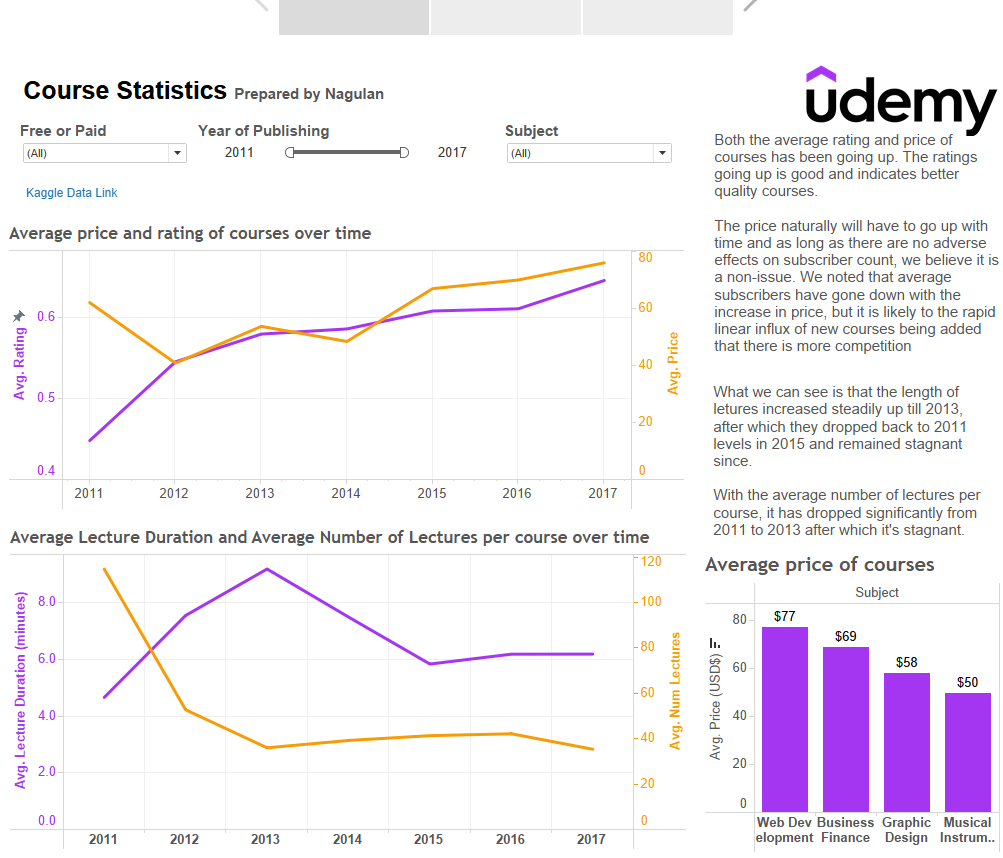 Course Statistics Prepared by Nagulan
udemy
Free or Paid
Year of Publishing
Subject
(All)
2011
2017
(All)
Kaggle Data Link
Both the average rating and price of
courses has been going up. The ratings
going up is good and indicates better
quality courses.
The price naturally will have to go up with
time and as long as there are no adverse
effects on subscriber count, we believe it is
a non-issue. We noted that average
subscribers have gone down with the
increase in price, but it is likely to the rapid
linear influx of new courses being added
that there is more competition
What we can see is that the length of
letures increased steadily up till 2013,
after which they dropped back to 2011
levels in 2015 and remained stagnant
since.
With the average number of lectures per
course, it has dropped significantly from
2011 to 2013 after which it's stagnant.
Average price and rating of courses over time
Avg. Rating
0.6
0.5
0.4
80
60
40
20
0
Avg. Price
2011 2012 2013 2014 2015 2016 2017
Average Lecture Duration and Average Number of Lectures per course over time
Avg. Lecture Duration (minutes)
8.0
6.0
4.0
2.0
0.0
120
100
80
60
40
20
0
Avg. Num Lectures
2011 2012 2013 2014 2015 2016 2017
Average price of courses
Subject
Avg. Price (USD$)
80
60
40
20
0
$77
$69
$58
$50
Web Dev
elopment
Business
Finance
Graphic
Design
Musical
Instrum..